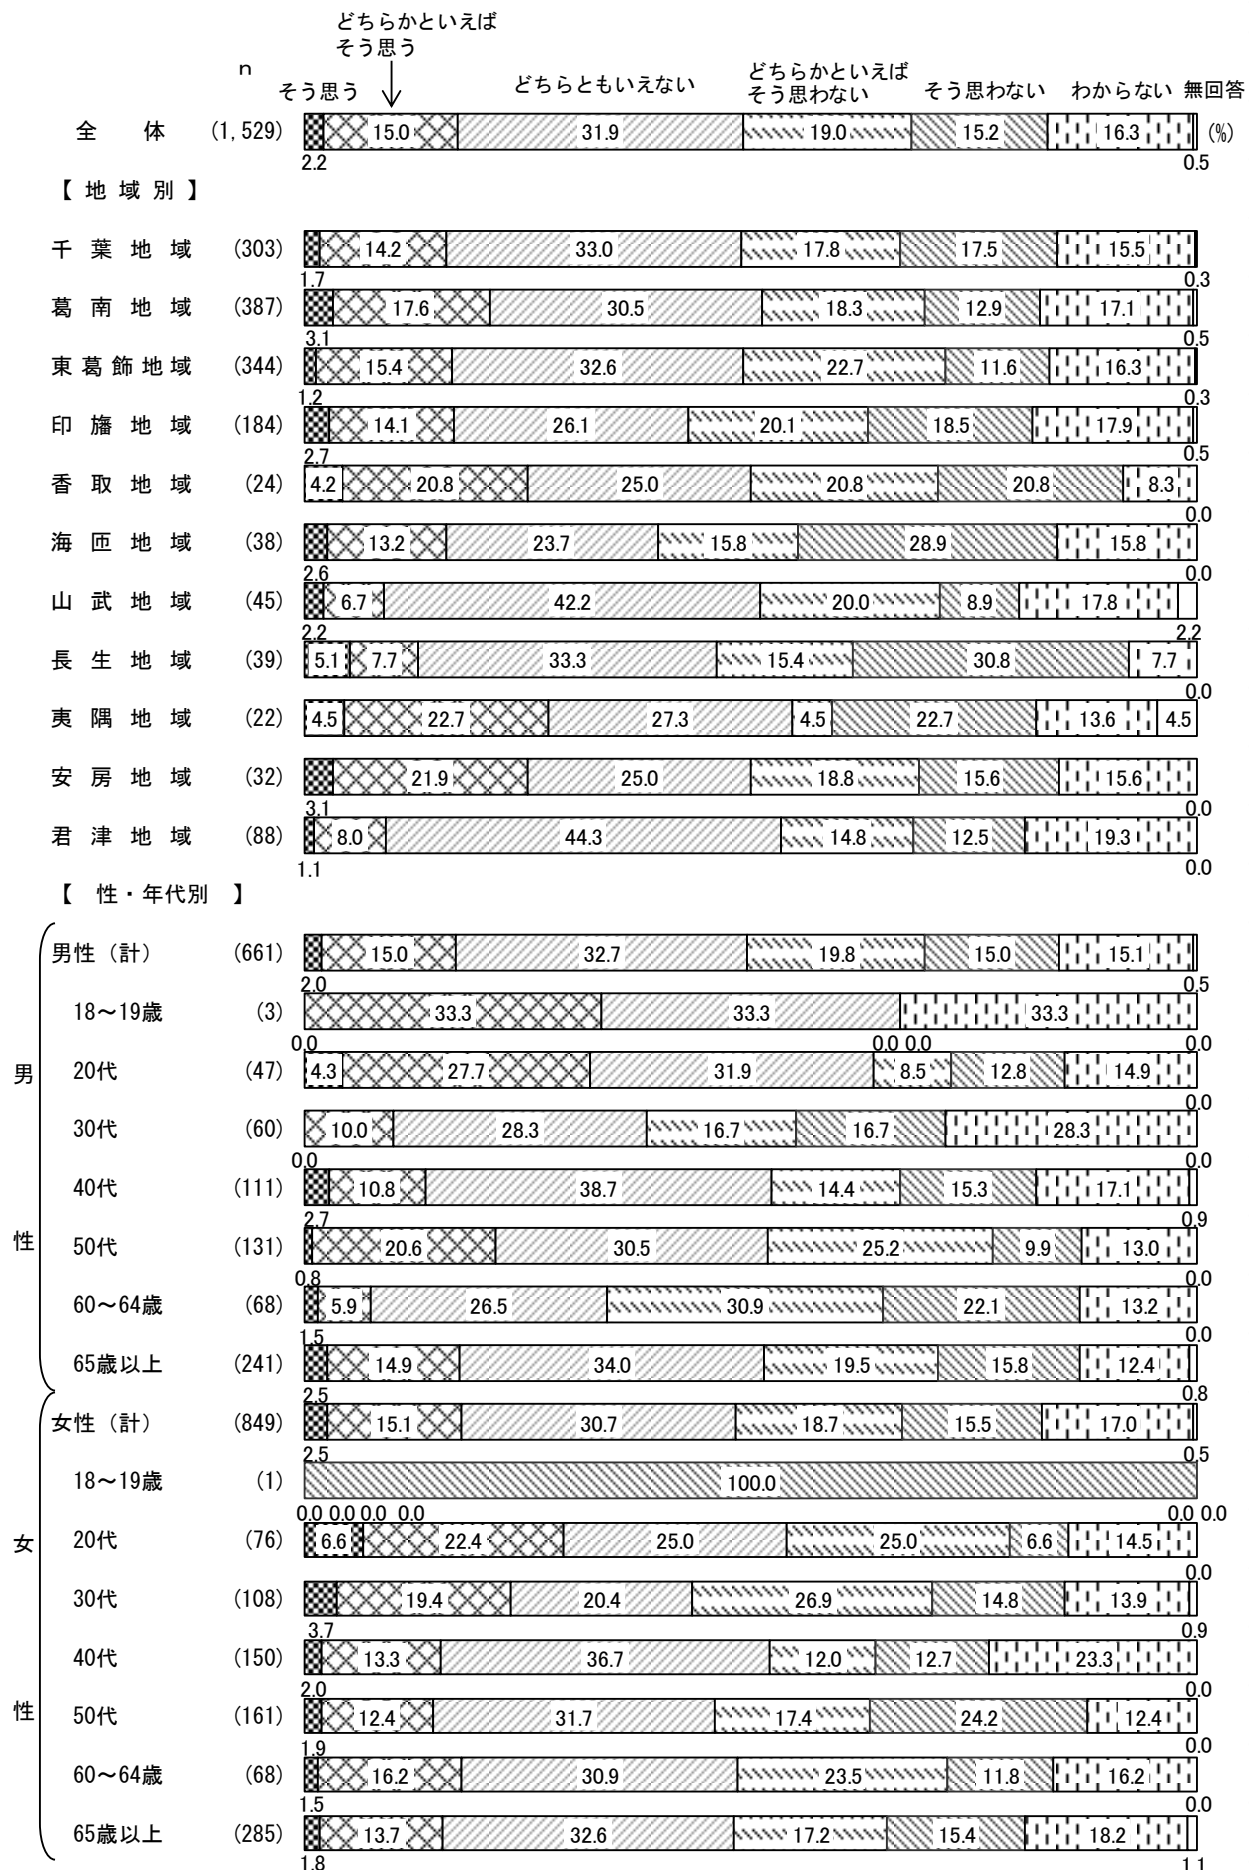 どちらかといえば
そう思う
n
そう思う
どちらともいえない
どちらかといえば
そう思わない
そう思わない
わからない
無回答
全 体 (1,529) 15.0 31.9 19.0 15.2 16.3 (%)
2.2 0.5
【 地 域 別 】
千 葉 地 域 (303) 14.2 33.0 17.8 17.5 15.5
1.7 0.3
葛 南 地 域 (387) 17.6 30.5 18.3 12.9 17.1
3.1 0.5
東 葛 飾 地 域 (344) 15.4 32.6 22.7 11.6 16.3
1.2 0.3
印 旛 地 域 (184) 14.1 26.1 20.1 18.5 17.9
2.7 0.5
香 取 地 域 (24) 4.2 20.8 25.0 20.8 20.8 8.3
0.0
海 匝 地 域 (38) 13.2 23.7 15.8 28.9 15.8
2.6 0.0
山 武 地 域 (45) 6.7 42.2 20.0 8.9 17.8
2.2 2.2
長 生 地 域 (39) 5.1 7.7 33.3 15.4 30.8 7.7
0.0
夷 隅 地 域 (22) 4.5 22.7 27.3 4.5 22.7 13.6 4.5
安 房 地 域 (32) 21.9 25.0 18.8 15.6 15.6
3.1 0.0
君 津 地 域 (88) 8.0 44.3 14.8 12.5 19.3
1.1 0.0
【 性・年代別 】
男性（計） (661) 15.0 32.7 19.8 15.0 15.1
2.0 0.5
18～19歳 (3) 33.3 33.3 33.3
0.0 0.0 0.0 0.0
男
20代 (47) 4.3 27.7 31.9 8.5 12.8 14.9
0.0
30代 (60) 10.0 28.3 16.7 16.7 28.3
0.0 0.0
40代 (111) 10.8 38.7 14.4 15.3 17.1
2.7 0.9
性
50代 (131) 20.6 30.5 25.2 9.9 13.0
0.8 0.0
60～64歳 (68) 5.9 26.5 30.9 22.1 13.2
1.5 0.0
65歳以上 (241) 14.9 34.0 19.5 15.8 12.4
2.5 0.8
女性（計） (849) 15.1 30.7 18.7 15.5 17.0
2.5 0.5
18～19歳 (1) 100.0
0.0 0.0 0.0 0.0 0.0 0.0
女
20代 (76) 6.6 22.4 25.0 25.0 6.6 14.5
0.0
30代 (108) 19.4 20.4 26.9 14.8 13.9
3.7 0.9
40代 (150) 13.3 36.7 12.0 12.7 23.3
2.0 0.0
性
50代 (161) 12.4 31.7 17.4 24.2 12.4
1.9 0.0
60～64歳 (68) 16.2 30.9 23.5 11.8 16.2
1.5 0.0
65歳以上 (285) 13.7 32.6 17.2 15.4 18.2
1.8 1.1